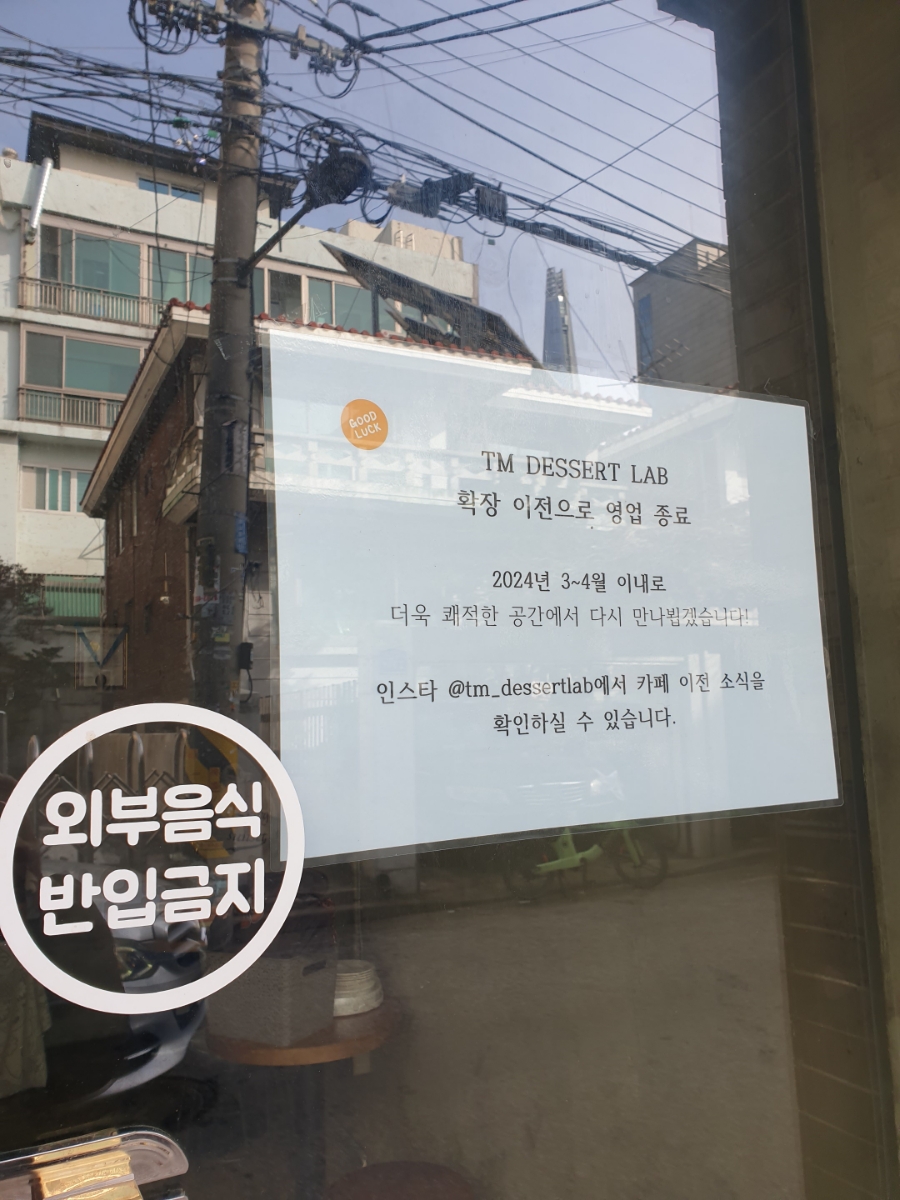 GOOD
LUCK
TM DESSERT LAB
확장 이전으로 영업 종료
2024년 3~4월 이내로
더욱 쾌적한 공간에서 다시 만나뵙겠습니다!
인스타 @tm_dessertlab에서 카페 이전 소식을
확인하실 수 있습니다.
외부음식
반입금지